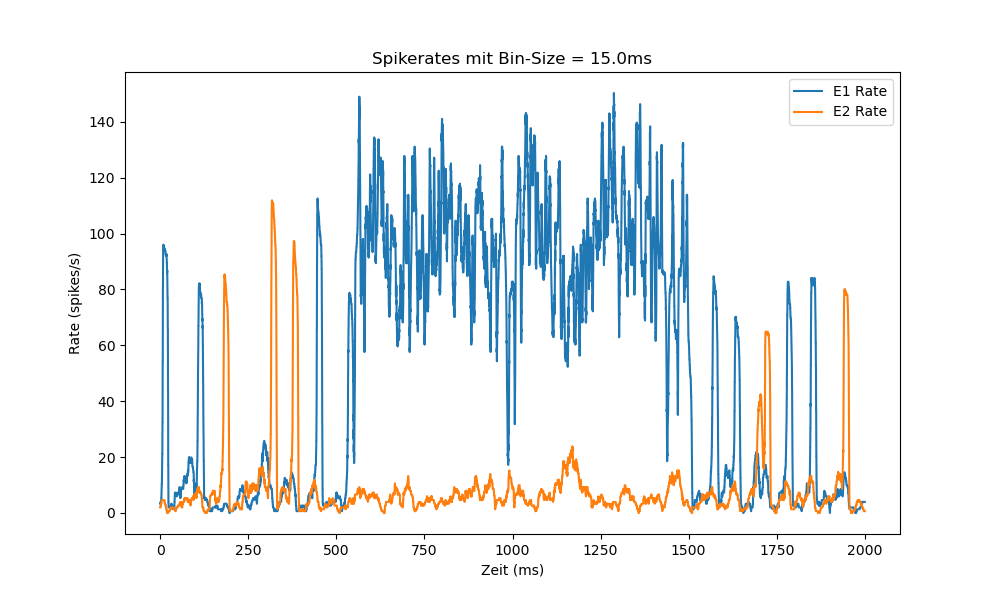 Spikerates mit Bin-Size = 15.0ms
E1 Rate
E2 Rate
140
120
100
80
60
40
20
0
Rate (spikes/s)
0 250 500 750 1000 1250 1500 1750 2000
Zeit (ms)